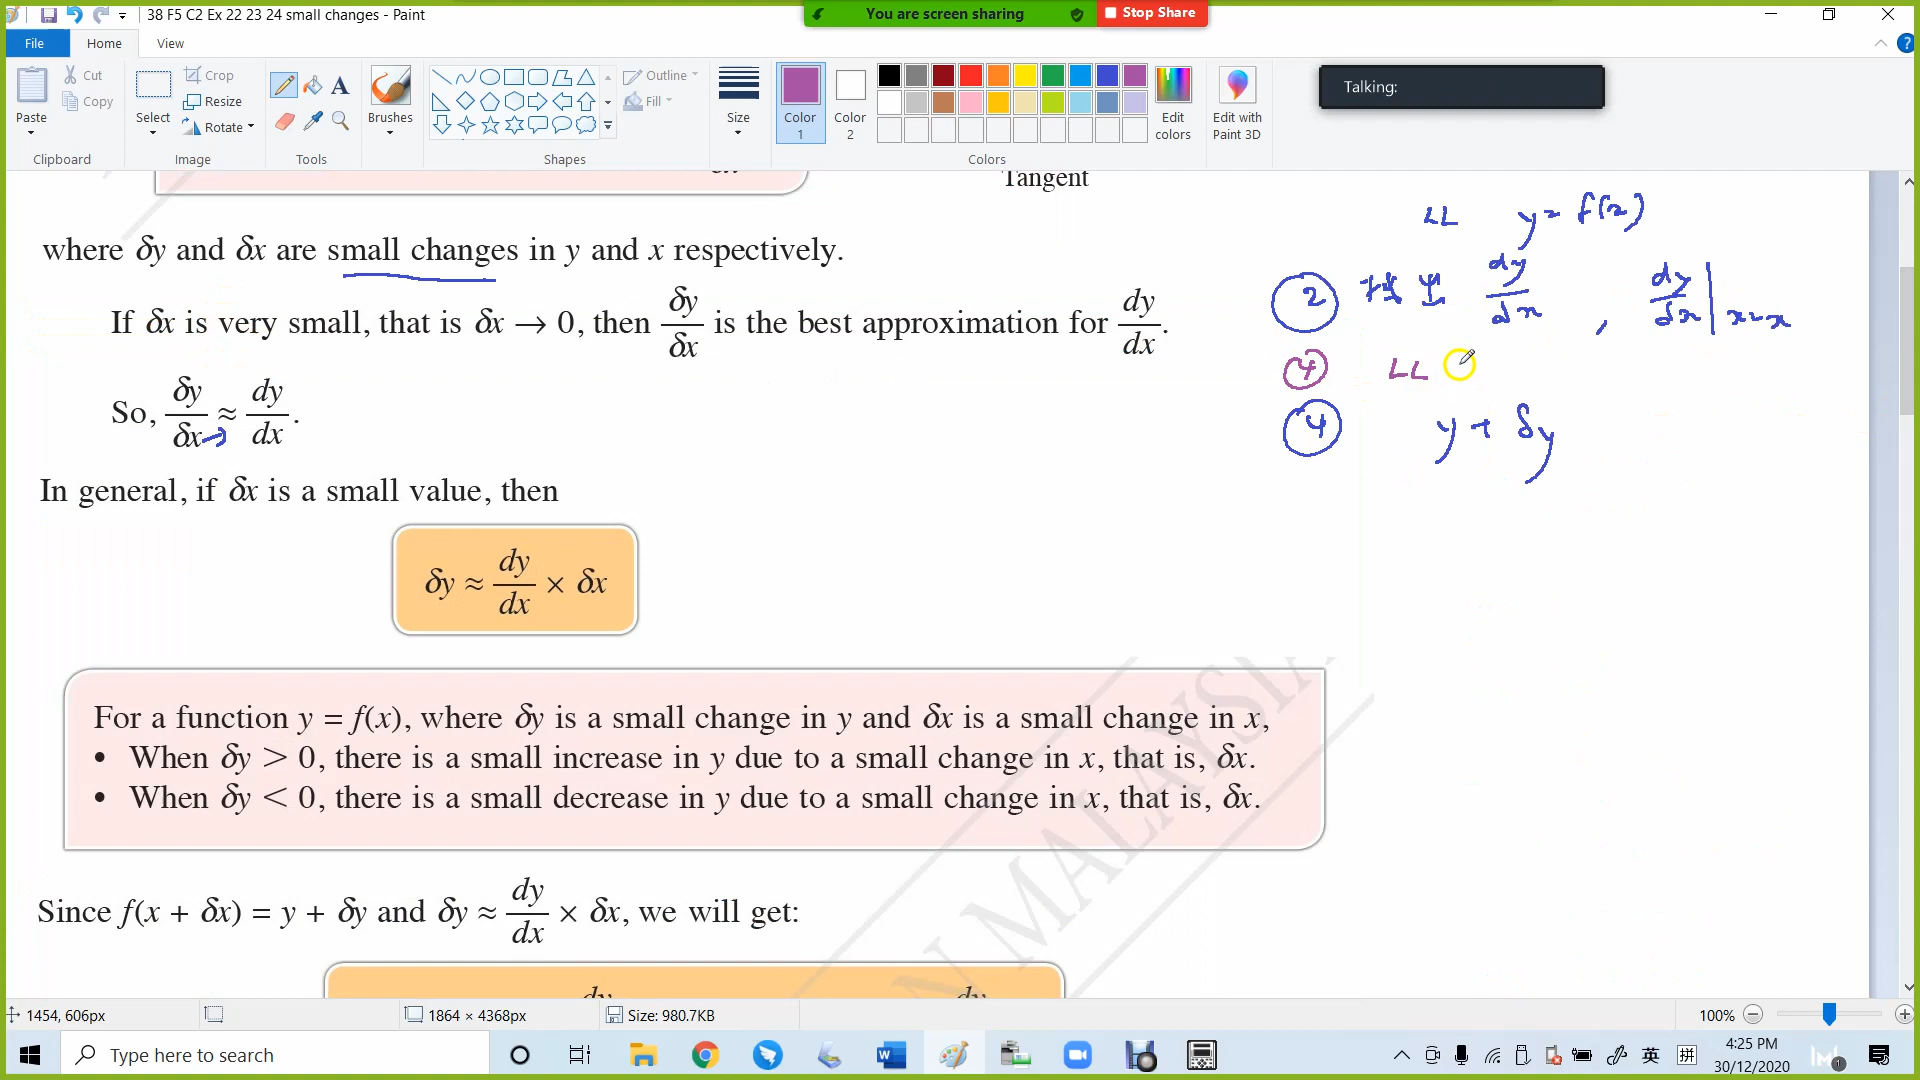 38 F5 C2 Ex 22 23 24 small changes - Paint
You are screen sharing
Stop Share
File
Home
View
Paste
Cut
Copy
Clipboard
Select
Crop
Resize
Rotate
Image
A
Tools
Brushes
Outline
Fill
Shapes
Size
Color 1
Color 2
Edit colors
Edit with Paint 3D
Colors
Talking:
Tangent
LL y = f(x)
where δy and δx are small changes in y and x respectively.
2 dy/dx , dy/dx | x=x
If δx is very small, that is δx → 0, then δy/δx is the best approximation for dy/dx.
4 LL
So, δy/δx ≈ dy/dx.
4 y + δy
In general, if δx is a small value, then
δy ≈ dy/dx × δx
For a function y = f(x), where δy is a small change in y and δx is a small change in x,
• When δy > 0, there is a small increase in y due to a small change in x, that is, δx.
• When δy < 0, there is a small decrease in y due to a small change in x, that is, δx.
N MALAYSIA
Since f(x + δx) = y + δy and δy ≈ dy/dx × δx, we will get:
1454, 606px
1864 × 4368px
Size: 980.7KB
100%
Type here to search
英
拼
4:25 PM
30/12/2020
1